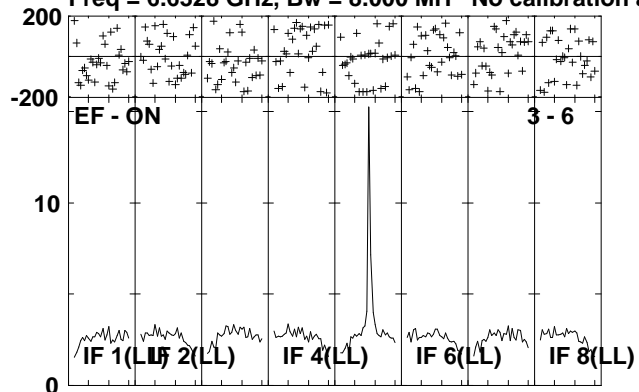 Freq = 6.6528 GHz, Bw = 8.000 MH No calibration a
200
-200
EF - ON
3 - 6
10
IF 1(LL)
IF 2(LL)
IF 4(LL)
IF 6(LL)
IF 8(LL)
0